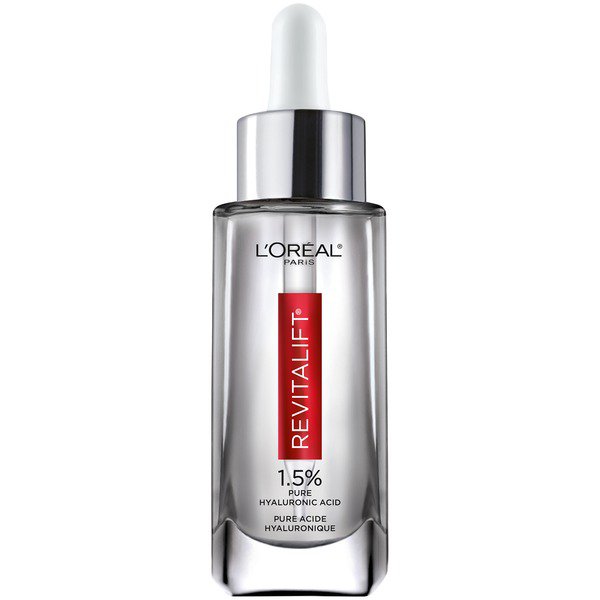 L'ORÉAL®
PARIS
REVITALIFT®
1.5%
PURE
HYALURONIC ACID
PURE ACIDE
HYALURONIQUE